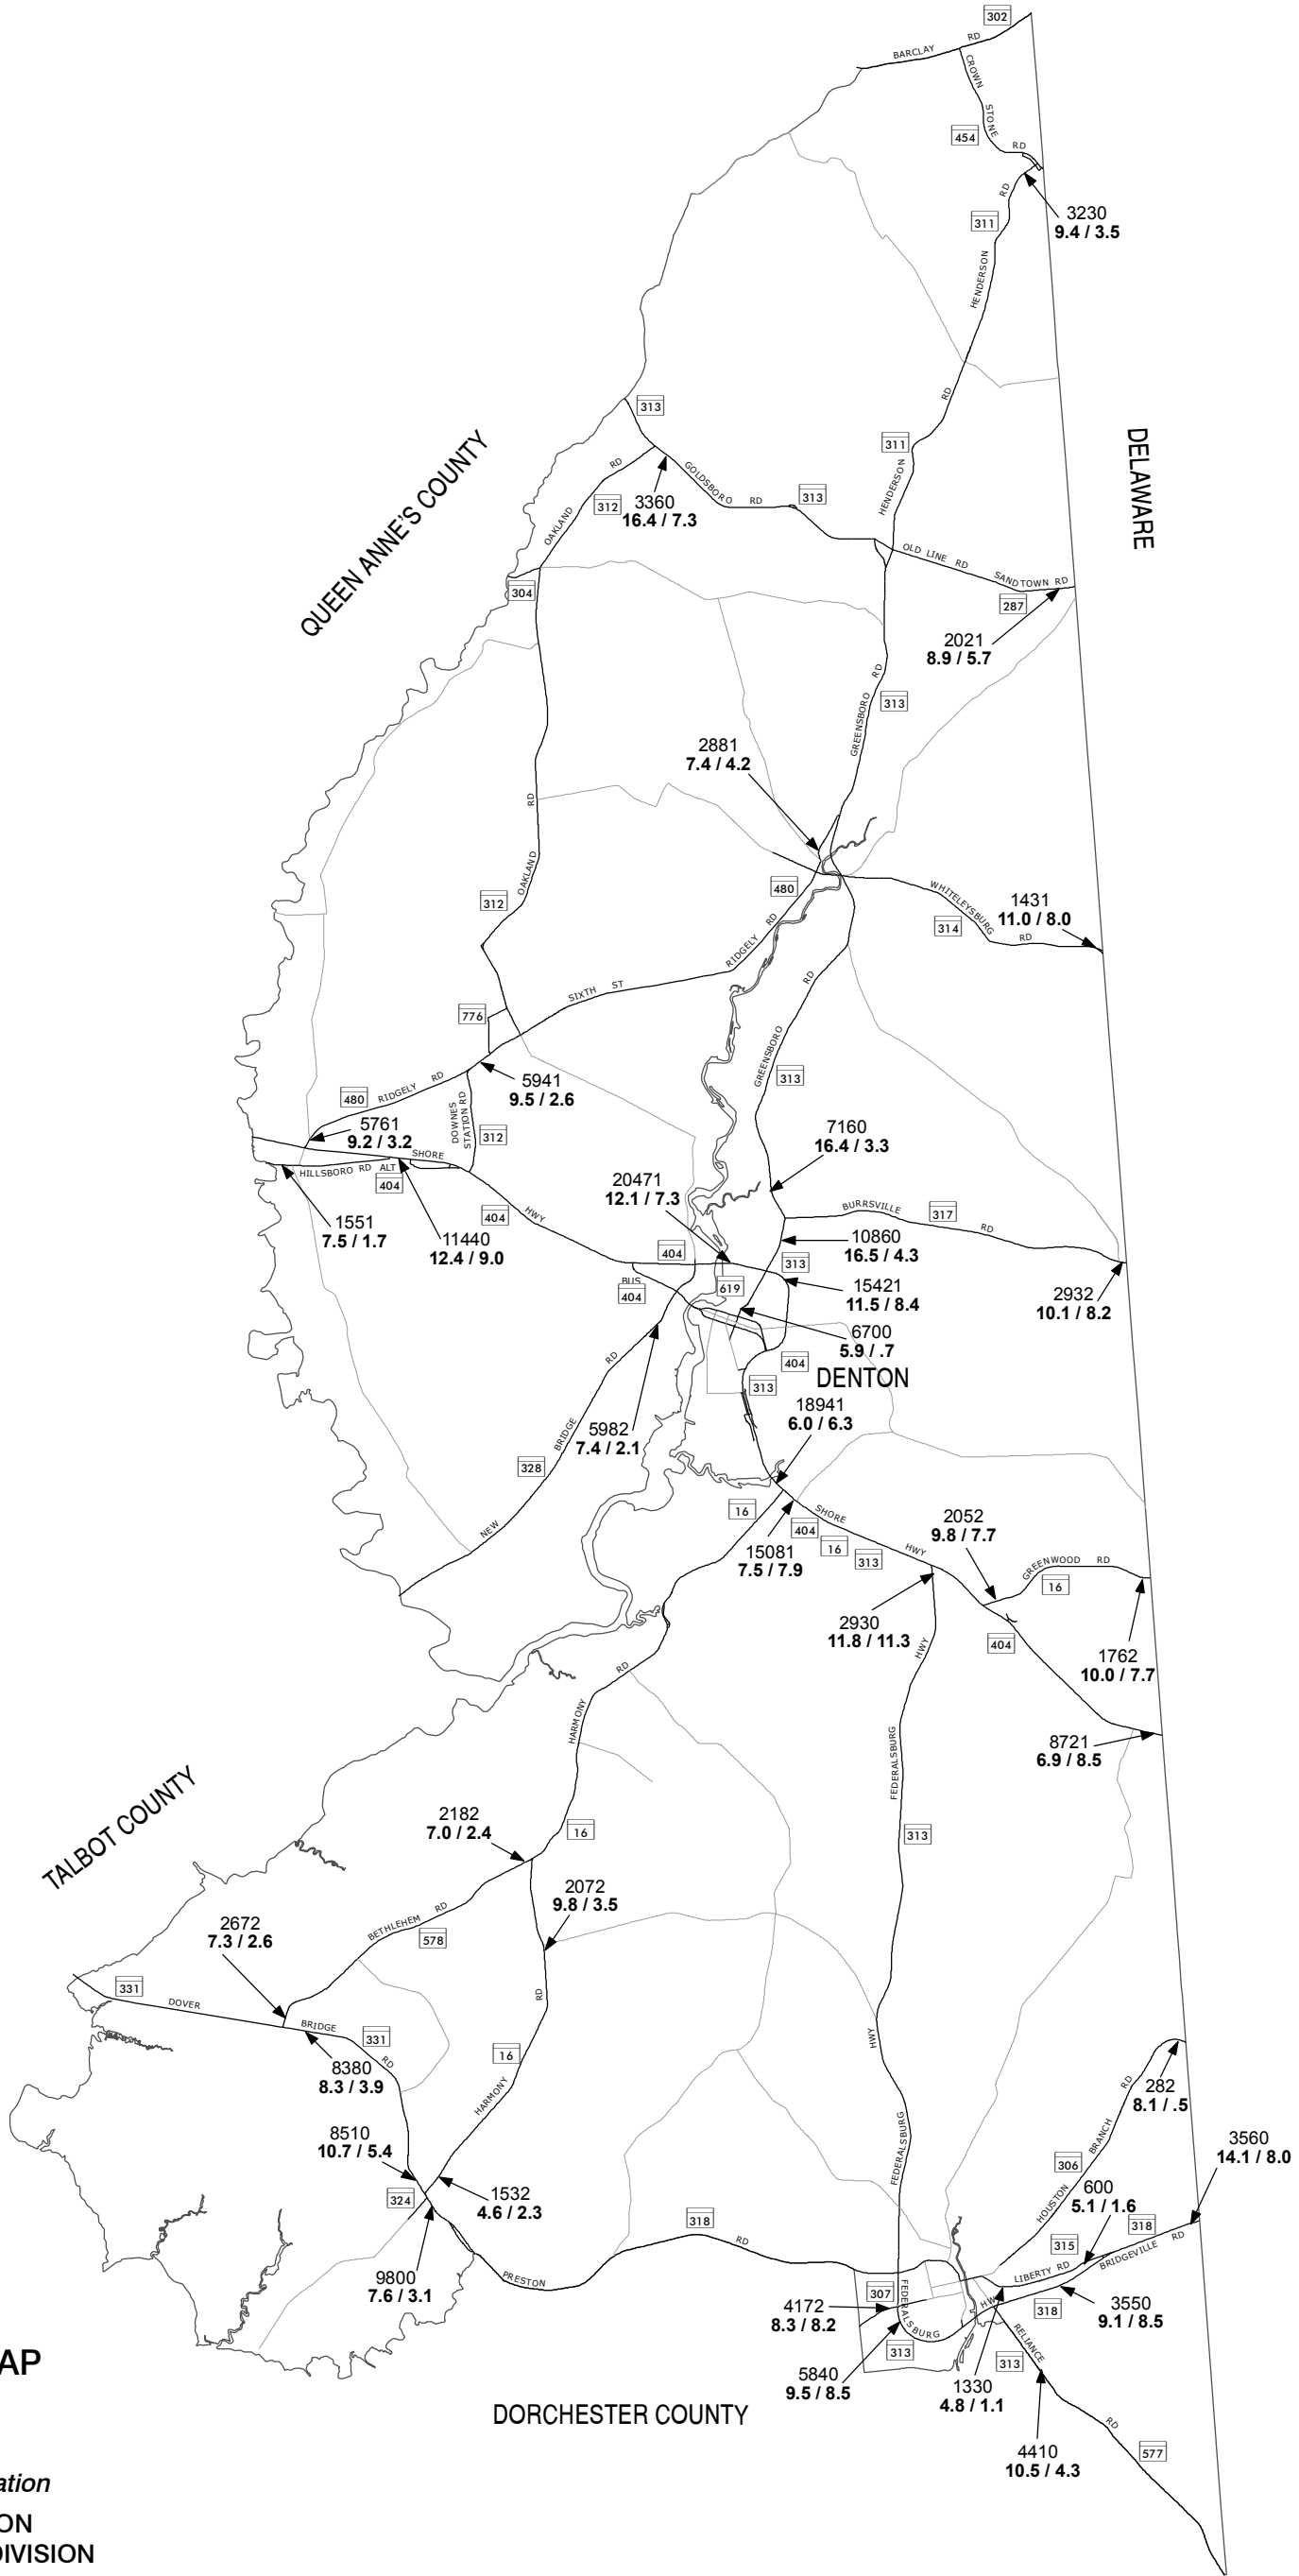 302
BARCLAY RD
CROWN STONE RD
454
3230
9.4 / 3.5
311
HENDERSON RD
313
311
HENDERSON RD
QUEEN ANNE'S COUNTY
DELAWARE
OAKLAND RD
312
3360
16.4 / 7.3
GOLDSBORO RD
313
OLD LINE RD
SANDTOWN RD
304
287
2021
8.9 / 5.7
GREENSBORO RD
313
2881
7.4 / 4.2
OAKLAND RD
312
480
WHITELEYSBURG RD
314
1431
11.0 / 8.0
RIDGELY RD
SIXTH ST
776
GREENSBORO RD
313
5941
9.5 / 2.6
480
RIDGELY RD
DOWNES
STATION RD
312
5761
9.2 / 3.2
SHORE
HILLSBORO RD
ALT
404
7160
16.4 / 3.3
20471
12.1 / 7.3
BURRSVILLE RD
317
1551
7.5 / 1.7
11440
12.4 / 9.0
404
HWY
10860
16.5 / 4.3
404
313
BUS
404
619
15421
11.5 / 8.4
2932
10.1 / 8.2
6700
5.9 / .7
404
DENTON
313
18941
6.0 / 6.3
5982
7.4 / 2.1
NEW BRIDGE RD
328
16
SHORE HWY
404
16
313
15081
7.5 / 7.9
2052
9.8 / 7.7
GREENWOOD RD
16
2930
11.8 / 11.3
404
1762
10.0 / 7.7
HARMONY RD
FEDERALSBURG HWY
8721
6.9 / 8.5
TALBOT COUNTY
2182
7.0 / 2.4
16
313
2072
9.8 / 3.5
2672
7.3 / 2.6
BETHLEHEM RD
578
331
DOVER BRIDGE RD
331
8380
8.3 / 3.9
16
HARMONY RD
FEDERALSBURG HWY
282
8.1 / .5
8510
10.7 / 5.4
3560
14.1 / 8.0
306
HOUSTON BRANCH RD
324
1532
4.6 / 2.3
600
5.1 / 1.6
318
PRESTON RD
315
318
LIBERTY RD
BRIDGEVILLE RD
9800
7.6 / 3.1
307
FEDERALSBURG HWY
4172
8.3 / 8.2
318
3550
9.1 / 8.5
313
RELIANCE RD
313
5840
9.5 / 8.5
1330
4.8 / 1.1
AP
DORCHESTER COUNTY
4410
10.5 / 4.3
577
ation
ON
DIVISION